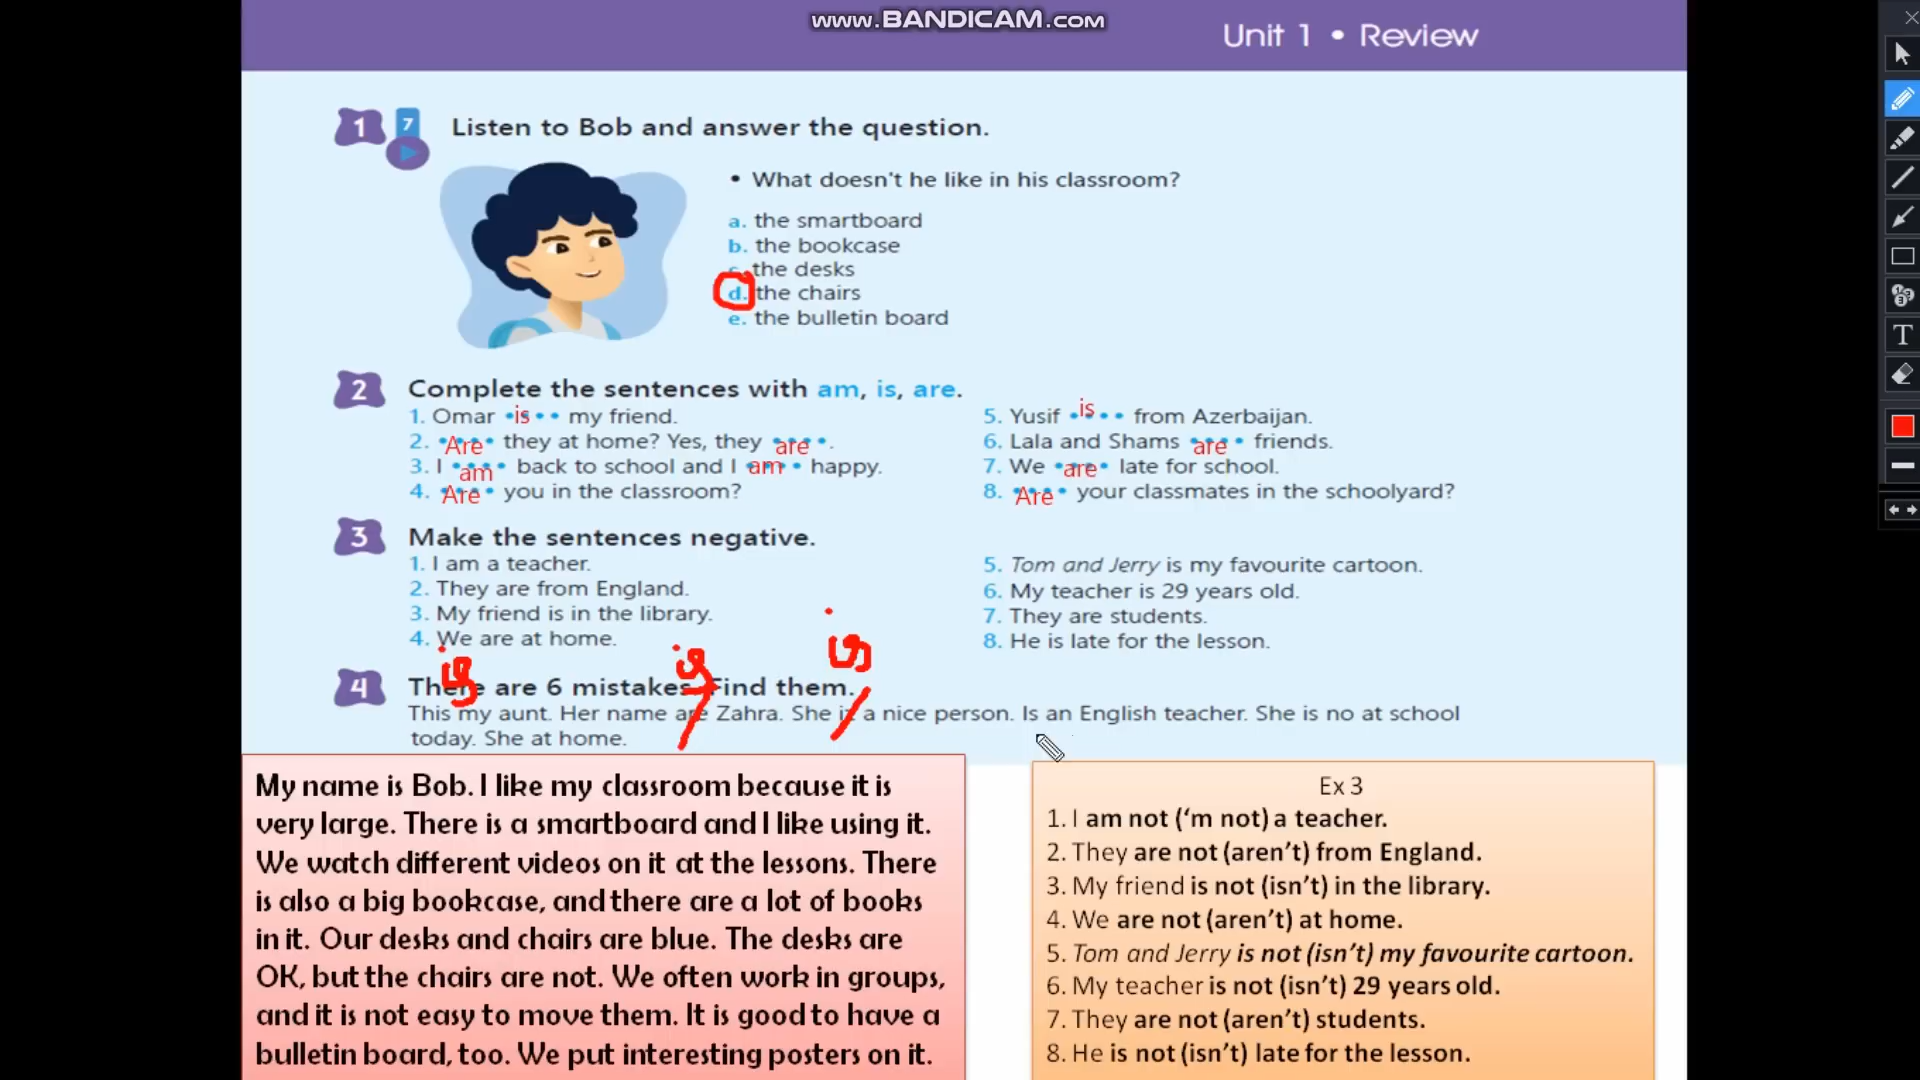 www.BANDICAM.com
Unit 1 • Review
1 7 Listen to Bob and answer the question.
• What doesn't he like in his classroom?
a. the smartboard
b. the bookcase
c. the desks
d. the chairs
e. the bulletin board
2 Complete the sentences with am, is, are.
1. Omar is my friend.
2. Are they at home? Yes, they are.
3. I am back to school and I am happy.
4. Are you in the classroom?
5. Yusif is from Azerbaijan.
6. Lala and Shams are friends.
7. We are late for school.
8. Are your classmates in the schoolyard?
3 Make the sentences negative.
1. I am a teacher.
2. They are from England.
3. My friend is in the library.
4. We are at home.
5. Tom and Jerry is my favourite cartoon.
6. My teacher is 29 years old.
7. They are students.
8. He is late for the lesson.
is is is
4 There are 6 mistakes. Find them.
This my aunt. Her name are Zahra. She iz a nice person. Is an English teacher. She is no at school
today. She at home.
My name is Bob. I like my classroom because it is
very large. There is a smartboard and I like using it.
We watch different videos on it at the lessons. There
is also a big bookcase, and there are a lot of books
in it. Our desks and chairs are blue. The desks are
OK, but the chairs are not. We often work in groups,
and it is not easy to move them. It is good to have a
bulletin board, too. We put interesting posters on it.
Ex 3
1. I am not (‘m not) a teacher.
2. They are not (aren’t) from England.
3. My friend is not (isn’t) in the library.
4. We are not (aren’t) at home.
5. Tom and Jerry is not (isn’t) my favourite cartoon.
6. My teacher is not (isn’t) 29 years old.
7. They are not (aren’t) students.
8. He is not (isn’t) late for the lesson.